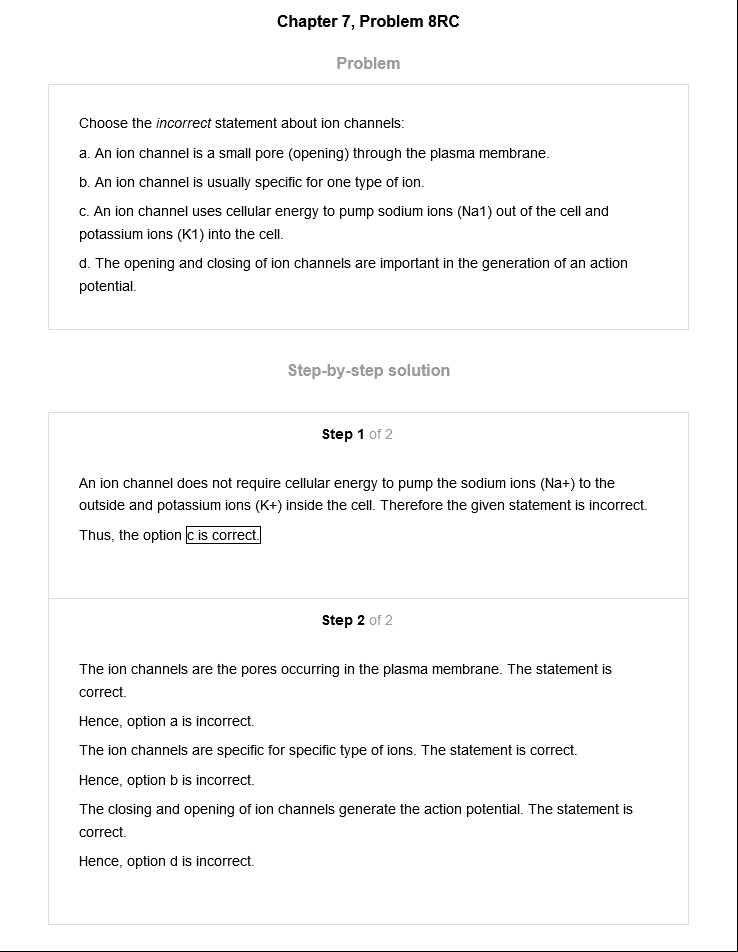 Chapter 7, Problem 8RC
Problem
Choose the incorrect statement about ion channels:
a. An ion channel is a small pore (opening) through the plasma membrane.
b. An ion channel is usually specific for one type of ion.
c. An ion channel uses cellular energy to pump sodium ions (Na1) out of the cell and
potassium ions (K1) into the cell.
d. The opening and closing of ion channels are important in the generation of an action
potential.
Step-by-step solution
Step 1 of 2
An ion channel does not require cellular energy to pump the sodium ions (Na+) to the
outside and potassium ions (K+) inside the cell. Therefore the given statement is incorrect.
Thus, the option c is correct.
Step 2 of 2
The ion channels are the pores occurring in the plasma membrane. The statement is
correct.
Hence, option a is incorrect.
The ion channels are specific for specific type of ions. The statement is correct.
Hence, option b is incorrect.
The closing and opening of ion channels generate the action potential. The statement is
correct.
Hence, option d is incorrect.